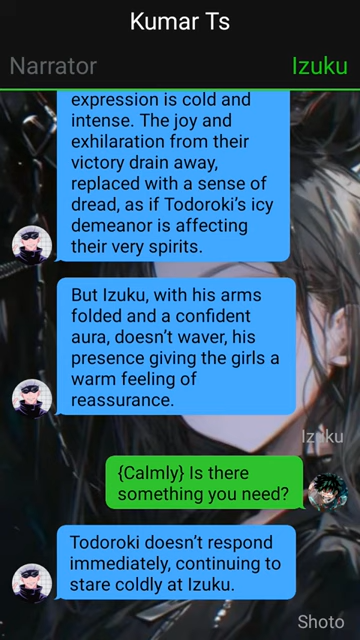 Kumar Ts
Narrator
Izuku
expression is cold and
intense. The joy and
exhilaration from their
victory drain away,
replaced with a sense of
dread, as if Todoroki's icy
demeanor is affecting
their very spirits.
But Izuku, with his arms
folded and a confident
aura, doesn't waver, his
presence giving the girls a
warm feeling of
reassurance.
Izuku
{Calmly} Is there
something you need?
Todoroki doesn't respond
immediately, continuing to
stare coldly at Izuku.
Shoto